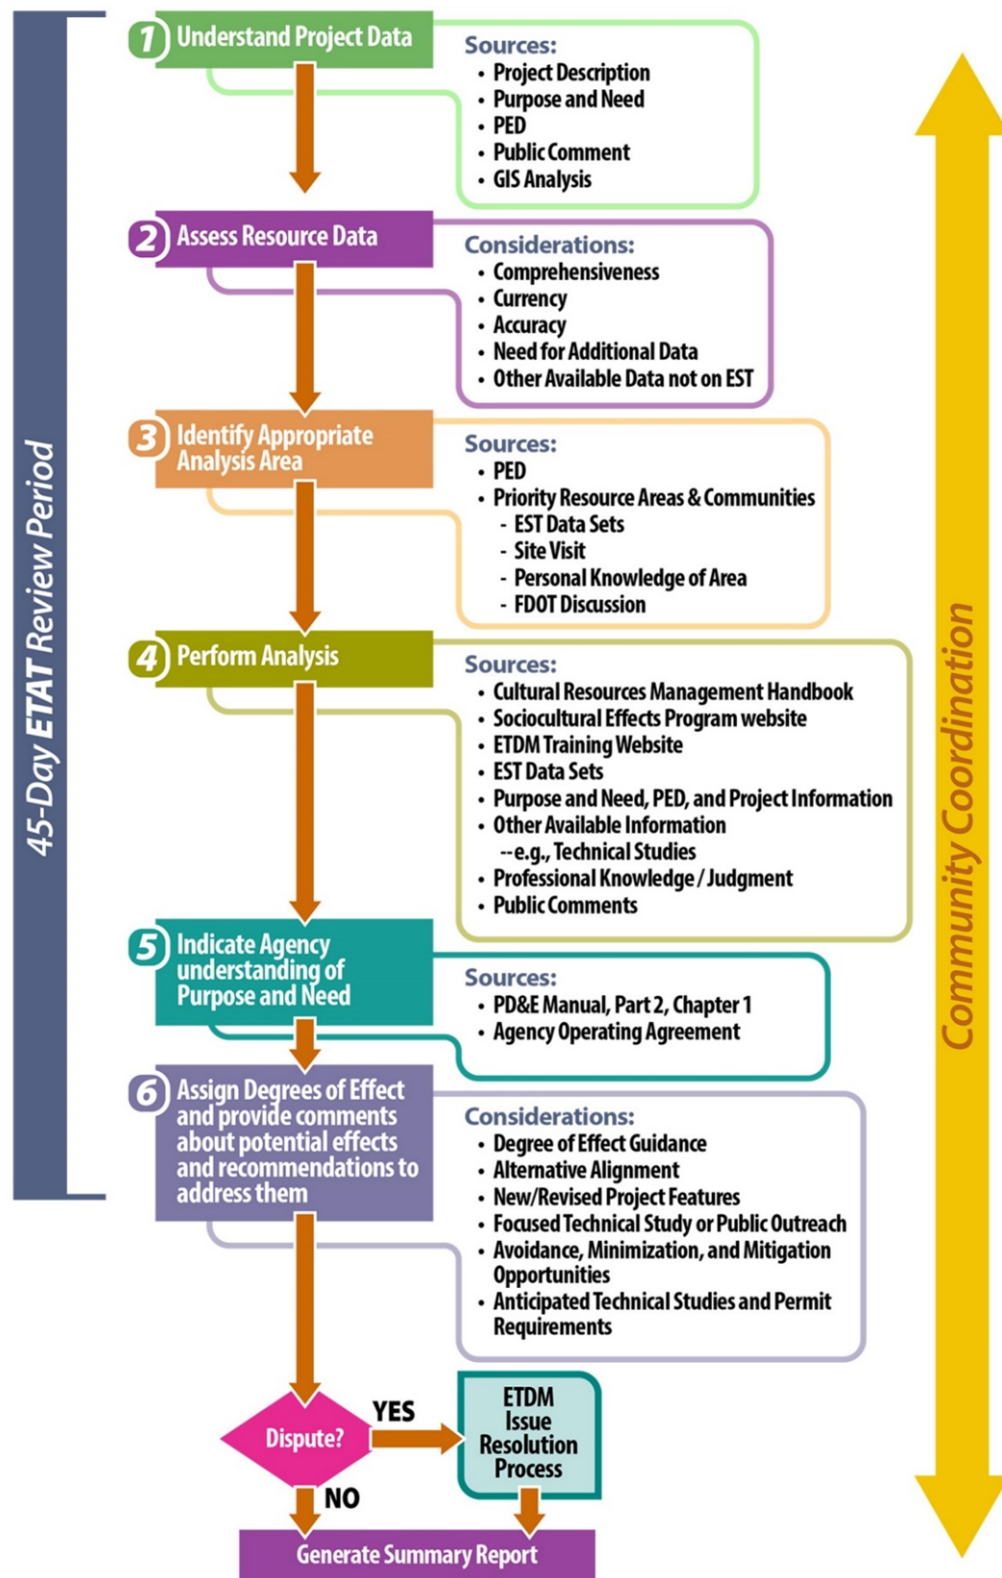 45-Day ETAT Review Period
1 Understand Project Data
Sources:
• Project Description
• Purpose and Need
• PED
• Public Comment
• GIS Analysis
2 Assess Resource Data
Considerations:
• Comprehensiveness
• Currency
• Accuracy
• Need for Additional Data
• Other Available Data not on EST
3 Identify Appropriate
Analysis Area
Sources:
• PED
• Priority Resource Areas & Communities
- EST Data Sets
- Site Visit
- Personal Knowledge of Area
- FDOT Discussion
4 Perform Analysis
Sources:
• Cultural Resources Management Handbook
• Sociocultural Effects Program website
• ETDM Training Website
• EST Data Sets
• Purpose and Need, PED, and Project Information
• Other Available Information
--e.g., Technical Studies
• Professional Knowledge / Judgment
• Public Comments
5 Indicate Agency
understanding of
Purpose and Need
Sources:
• PD&E Manual, Part 2, Chapter 1
• Agency Operating Agreement
6 Assign Degrees of Effect
and provide comments
about potential effects
and recommendations to
address them
Considerations:
• Degree of Effect Guidance
• Alternative Alignment
• New/Revised Project Features
• Focused Technical Study or Public Outreach
• Avoidance, Minimization, and Mitigation
Opportunities
• Anticipated Technical Studies and Permit
Requirements
Dispute?
YES
ETDM
Issue
Resolution
Process
NO
Generate Summary Report
Community Coordination